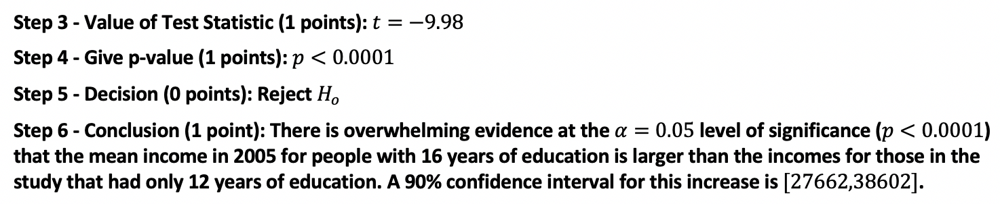 Step 3 - Value of Test Statistic (1 points): t = −9.98
Step 4 - Give p-value (1 points): p < 0.0001
Step 5 - Decision (0 points): Reject Hₒ
Step 6 - Conclusion (1 point): There is overwhelming evidence at the α = 0.05 level of significance (p < 0.0001)
that the mean income in 2005 for people with 16 years of education is larger than the incomes for those in the
study that had only 12 years of education. A 90% confidence interval for this increase is [27662,38602].